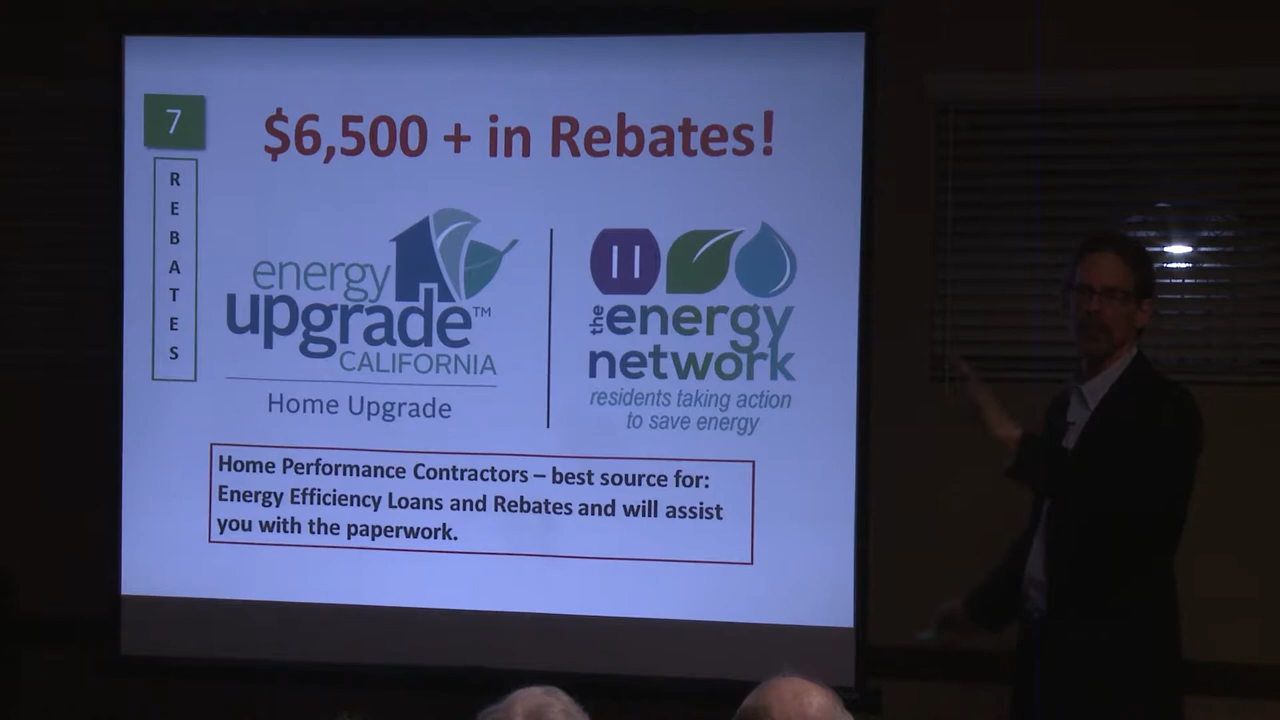 7
REBATES
$6,500 + in Rebates!
energy
upgrade™
CALIFORNIA
Home Upgrade
the energy
network
residents taking action
to save energy
Home Performance Contractors – best source for:
Energy Efficiency Loans and Rebates and will assist
you with the paperwork.